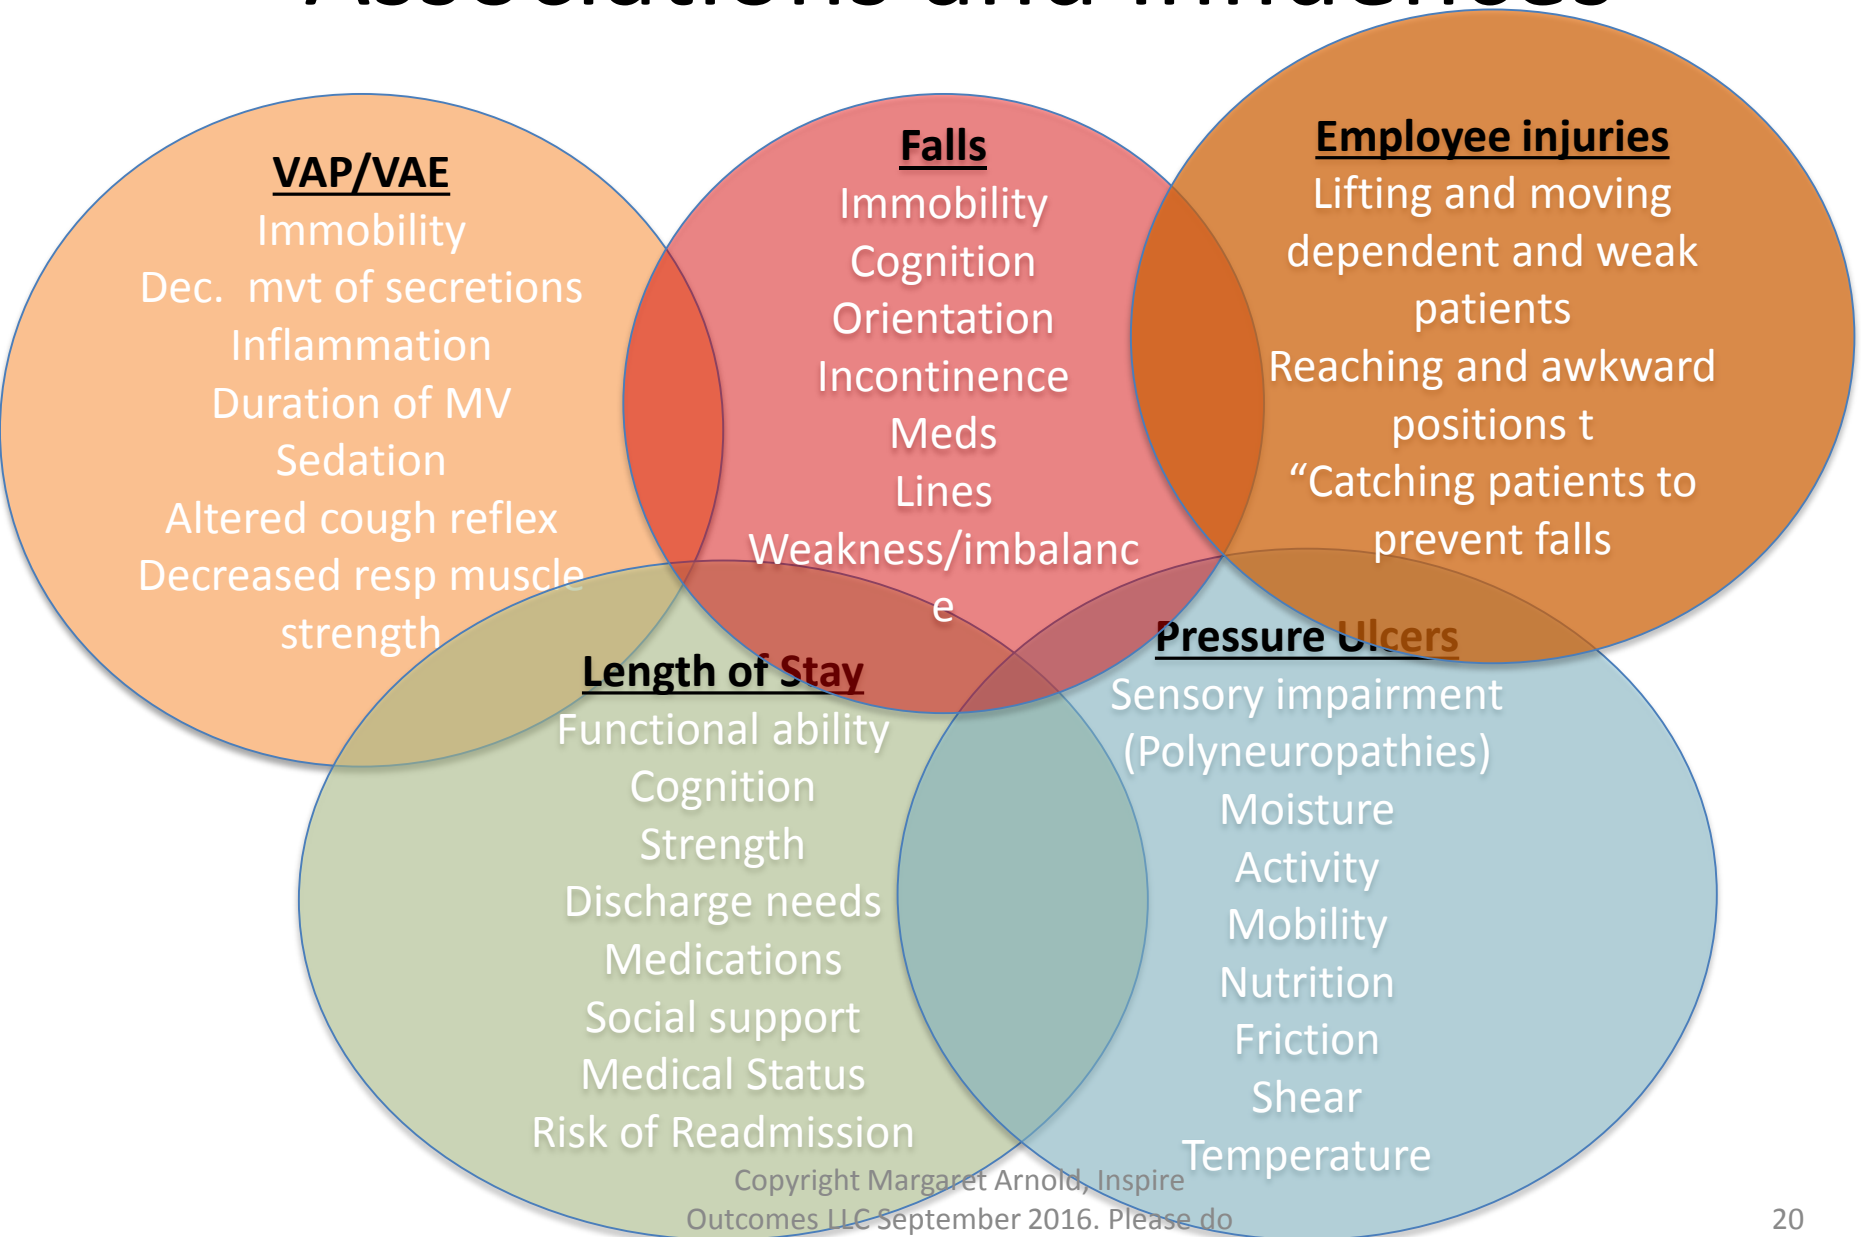 Associations and Influences
VAP/VAE
Immobility
Dec.  mvt of secretions
Inflammation
Duration of MV
Sedation
Altered cough reflex
Decreased resp muscle
strength
Falls
Immobility
Cognition
Orientation
Incontinence
Meds
Lines
Weakness/imbalanc
e
Employee injuries
Lifting and moving
dependent and weak
patients
Reaching and awkward
positions t
“Catching patients to
prevent falls
Length of Stay
Functional ability
Cognition
Strength
Discharge needs
Medications
Social support
Medical Status
Risk of Readmission
Pressure Ulcers
Sensory impairment
(Polyneuropathies)
Moisture
Activity
Mobility
Nutrition
Friction
Shear
Temperature
Copyright Margaret Arnold, Inspire
Outcomes LLC September 2016. Please do
20